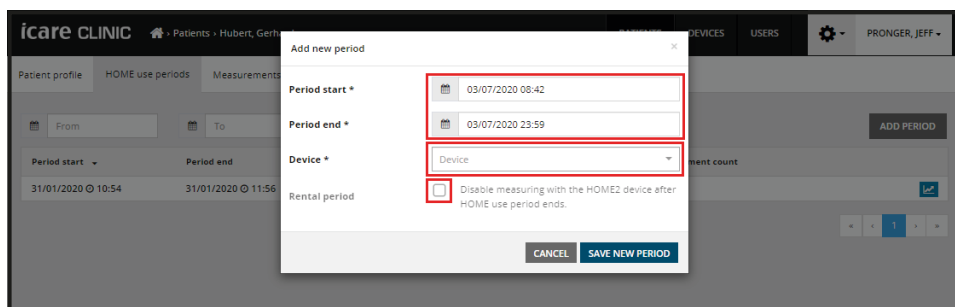 icare CLINIC
› Patients › Hubert, Gerh
DEVICES
USERS
PRONGER, JEFF
Patient profile
HOME use periods
Measurements
From
To
ADD PERIOD
Period start
Period end
ment count
31/01/2020 10:54
31/01/2020 11:56
« ‹ 1 › »
Add new period ×
Period start *
03/07/2020 08:42
Period end *
03/07/2020 23:59
Device *
Device
Rental period
Disable measuring with the HOME2 device after
HOME use period ends.
CANCEL
SAVE NEW PERIOD